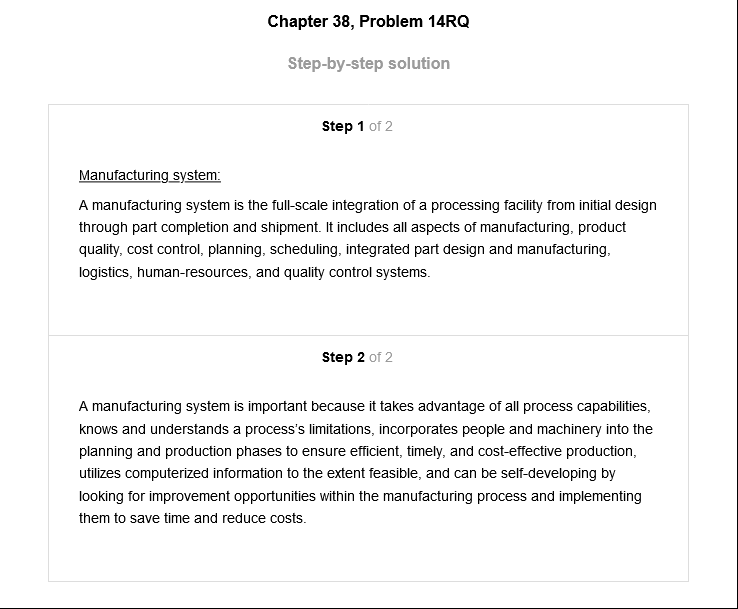 Chapter 38, Problem 14RQ
Step-by-step solution
Step 1 of 2
Manufacturing system:
A manufacturing system is the full-scale integration of a processing facility from initial design
through part completion and shipment. It includes all aspects of manufacturing, product
quality, cost control, planning, scheduling, integrated part design and manufacturing,
logistics, human-resources, and quality control systems.
Step 2 of 2
A manufacturing system is important because it takes advantage of all process capabilities,
knows and understands a process's limitations, incorporates people and machinery into the
planning and production phases to ensure efficient, timely, and cost-effective production,
utilizes computerized information to the extent feasible, and can be self-developing by
looking for improvement opportunities within the manufacturing process and implementing
them to save time and reduce costs.